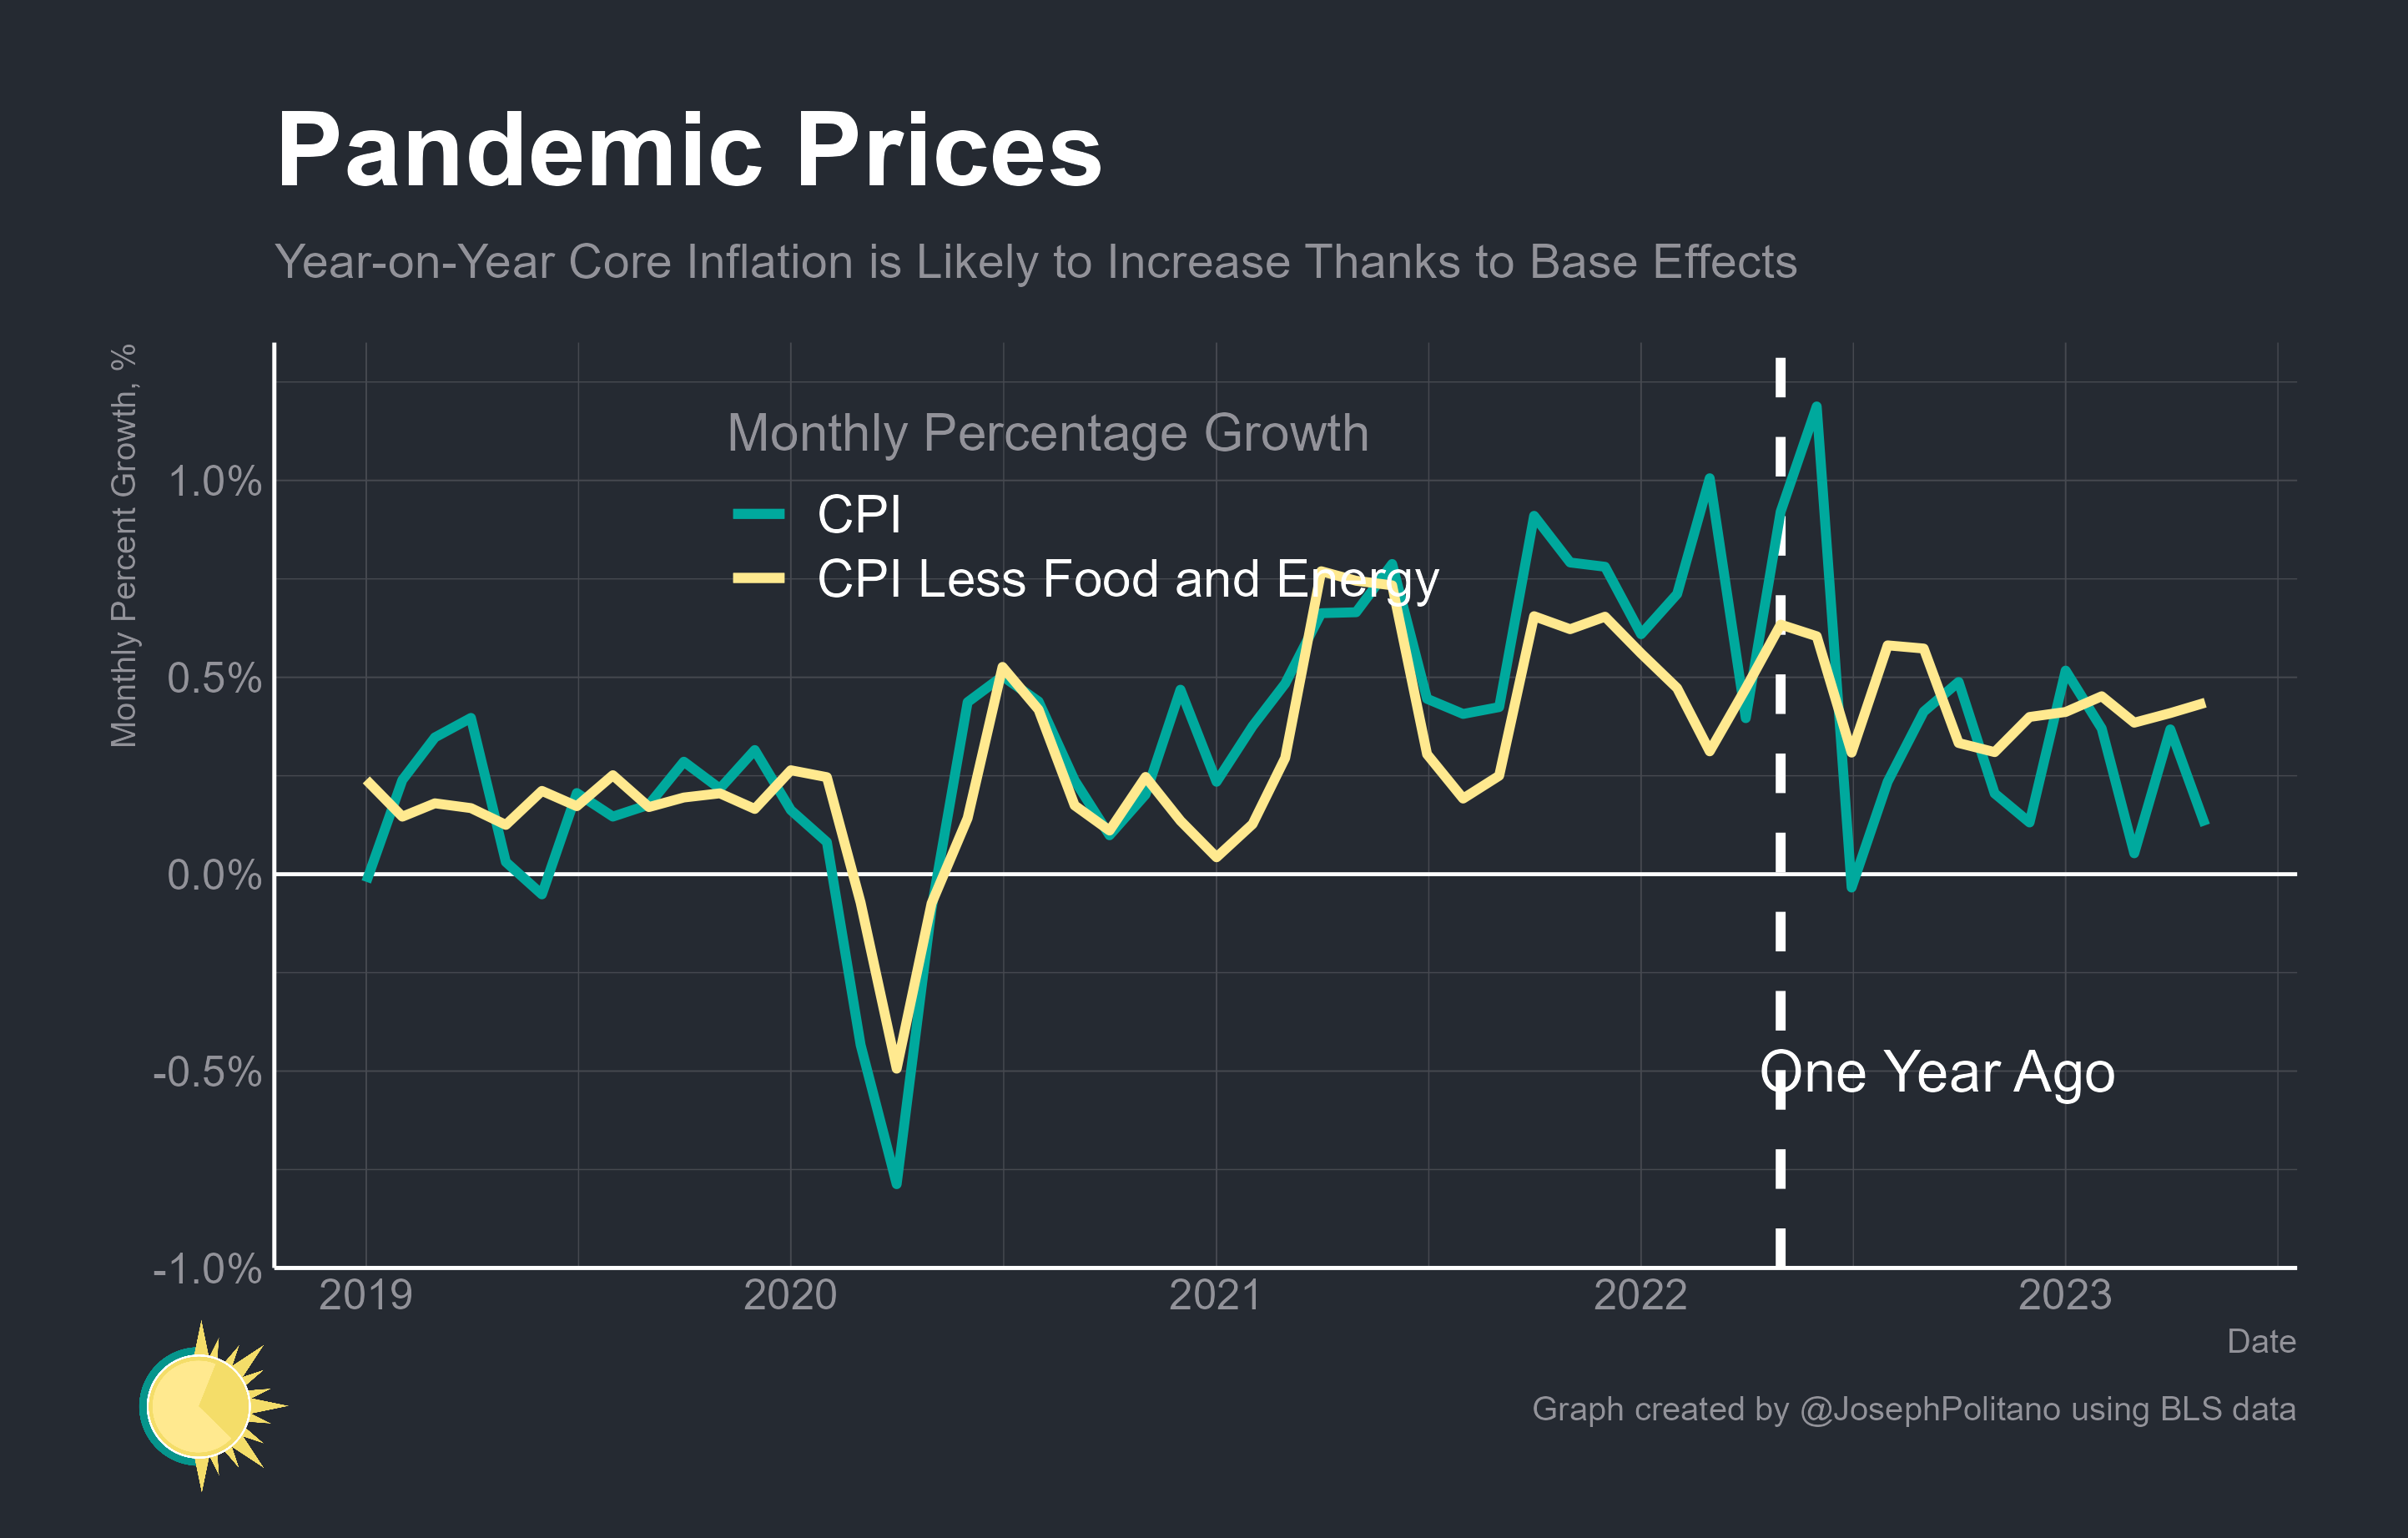 Pandemic Prices
Year-on-Year Core Inflation is Likely to Increase Thanks to Base Effects
Monthly Percent Growth, %
Monthly Percentage Growth
CPI
CPI Less Food and Energy
1.0%
0.5%
0.0%
-0.5%
-1.0%
One Year Ago
2019
2020
2021
2022
2023
Date
Graph created by @JosephPolitano using BLS data